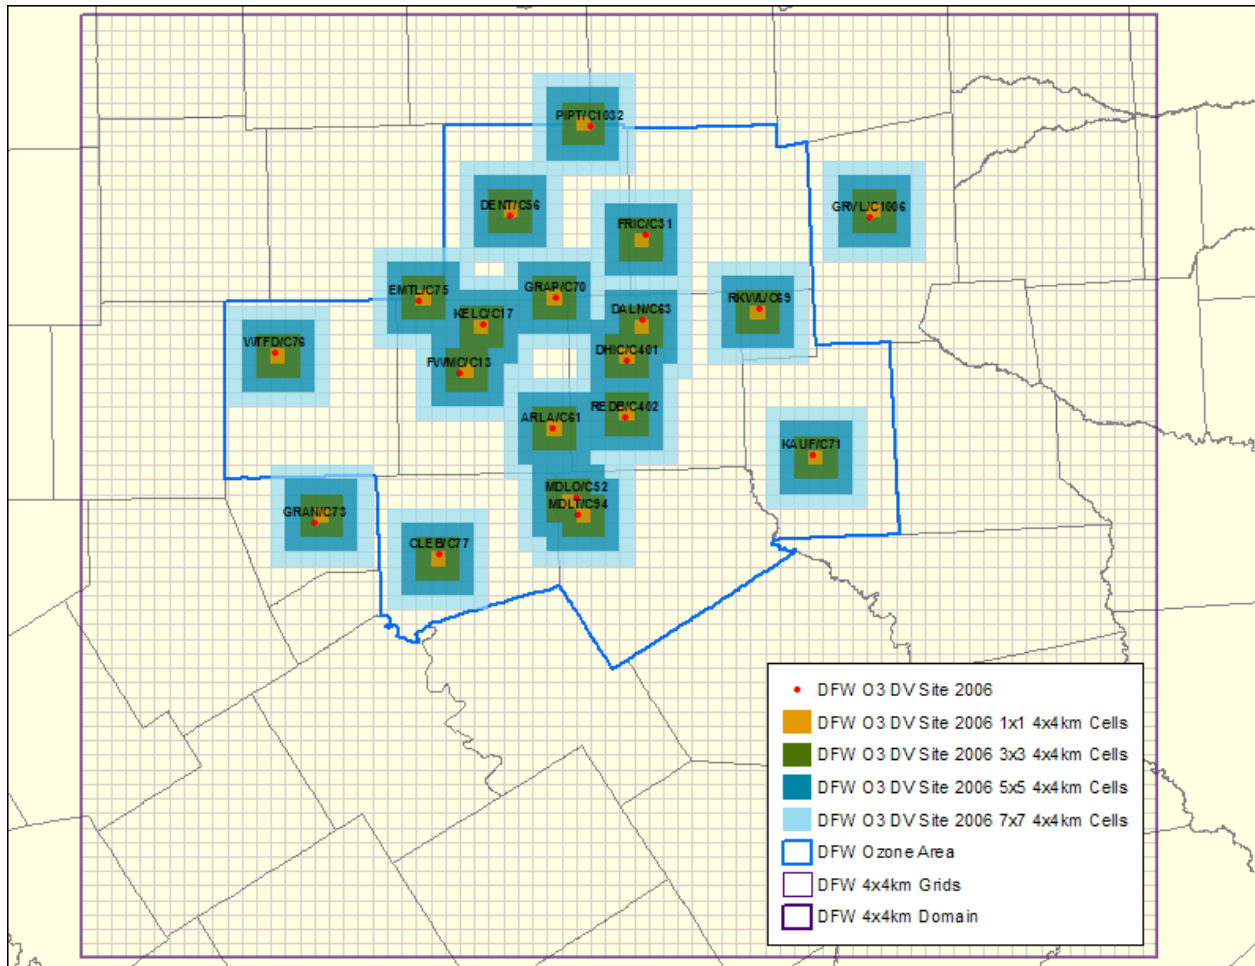 PIPT/C1032
DENT/C56
GRVL/C1006
FRIC/C31
EMTL/C75
GRAP/C70
RKWL/C69
KELC/C17
DALN/C63
WTFD/C76
FWMC/C13
DHIC/C401
ARLA/C61
REDB/C402
KAUF/C71
MDLO/C52
GRAN/C73
MDLT/C94
CLEB/C77
DFW O3 DV Site 2006
DFW O3 DV Site 2006 1x1 4x4km Cells
DFW O3 DV Site 2006 3x3 4x4km Cells
DFW O3 DV Site 2006 5x5 4x4km Cells
DFW O3 DV Site 2006 7x7 4x4km Cells
DFW Ozone Area
DFW 4x4km Grids
DFW 4x4km Domain